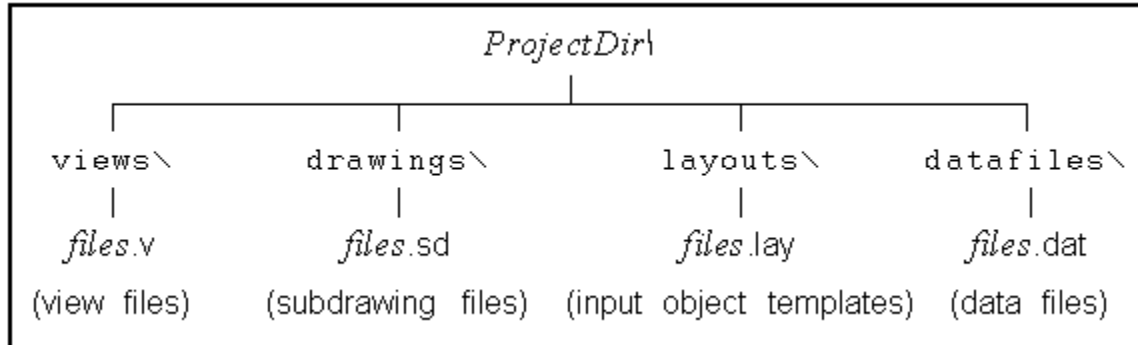 ProjectDir\
views\ drawings\ layouts\ datafiles\
files.v files.sd files.lay files.dat
(view files) (subdrawing files) (input object templates) (data files)